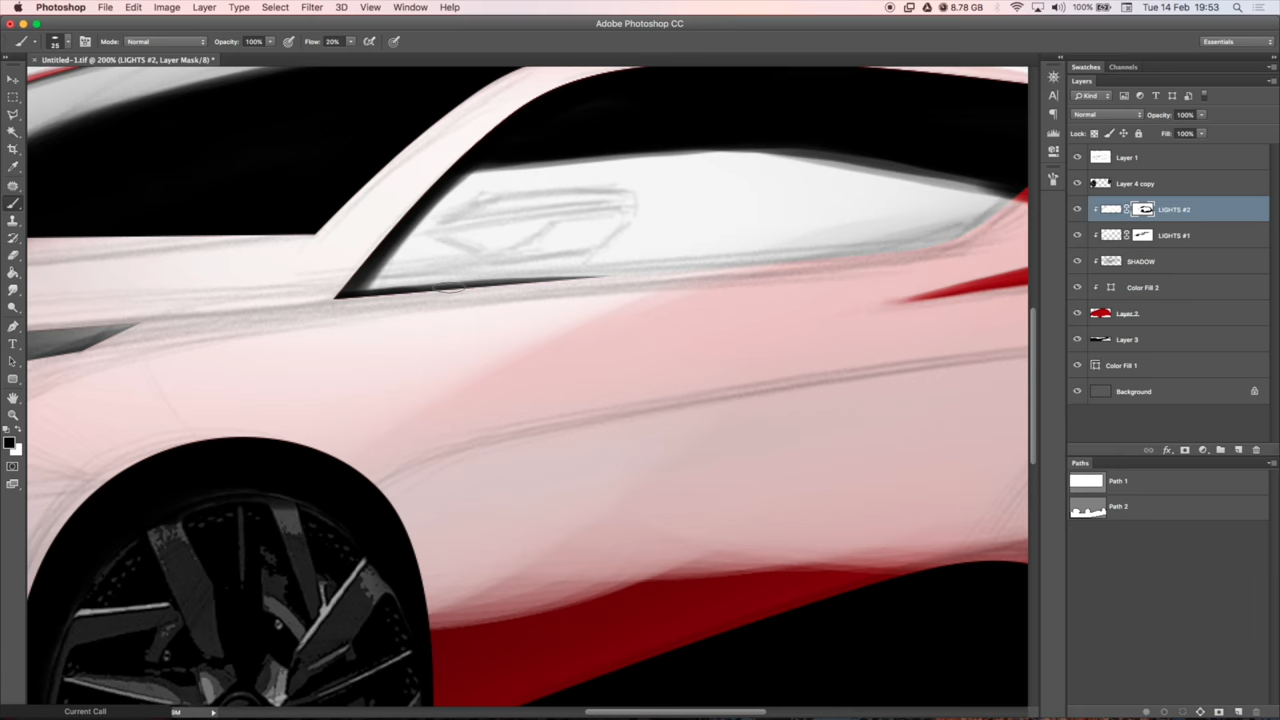 Photoshop File Edit Image Layer Type Select Filter 3D View Window Help 8.78 GB 100% Tue 14 Feb 19:53
Adobe Photoshop CC
25 Mode: Normal Opacity: 100% Flow: 20% Essentials
× Untitled-1.tif @ 200% (LIGHTS #2, Layer Mask/8) *
Swatches Channels
Layers
Kind
Normal Opacity: 100%
Lock: Fill: 100%
Layer 1
Layer 4 copy
LIGHTS #2
LIGHTS #1
SHADOW
Color Fill 2
Layer 2
Layer 3
Color Fill 1
Background
Paths
Path 1
Path 2
Current Call